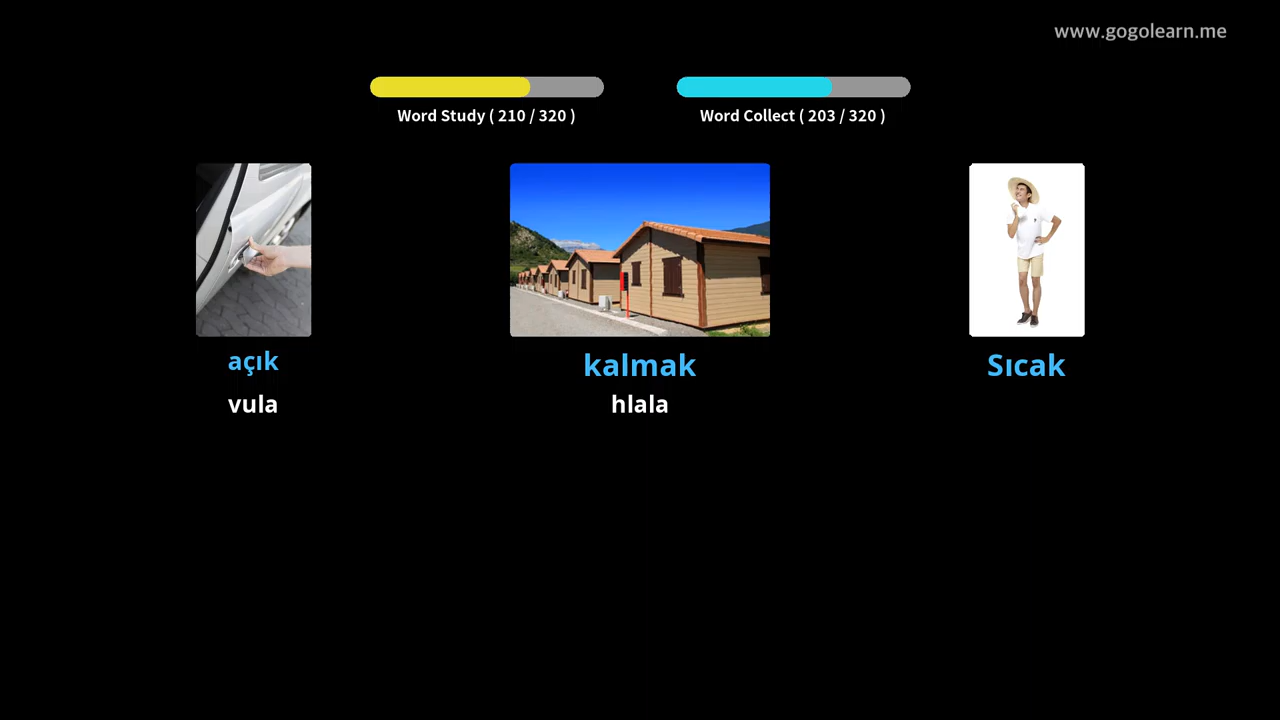 www.gogolearn.me
Word Study ( 210 / 320 )
Word Collect ( 203 / 320 )
açık
vula
kalmak
hlala
Sıcak